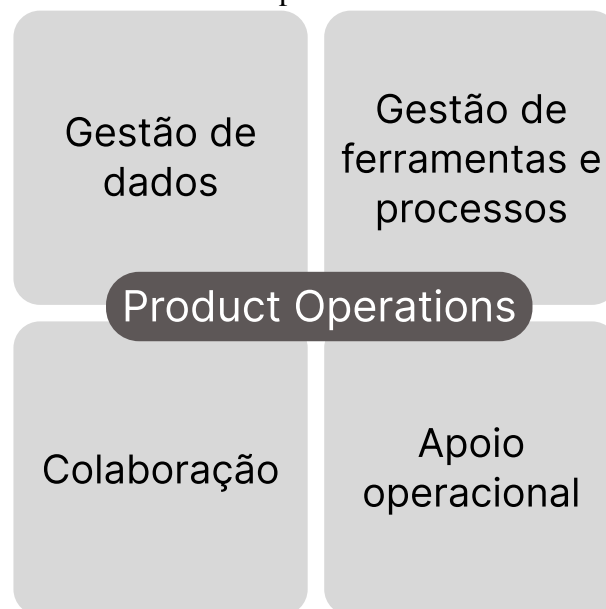 Gestão de
dados
Gestão de
ferramentas e
processos
Product Operations
Colaboração
Apoio
operacional